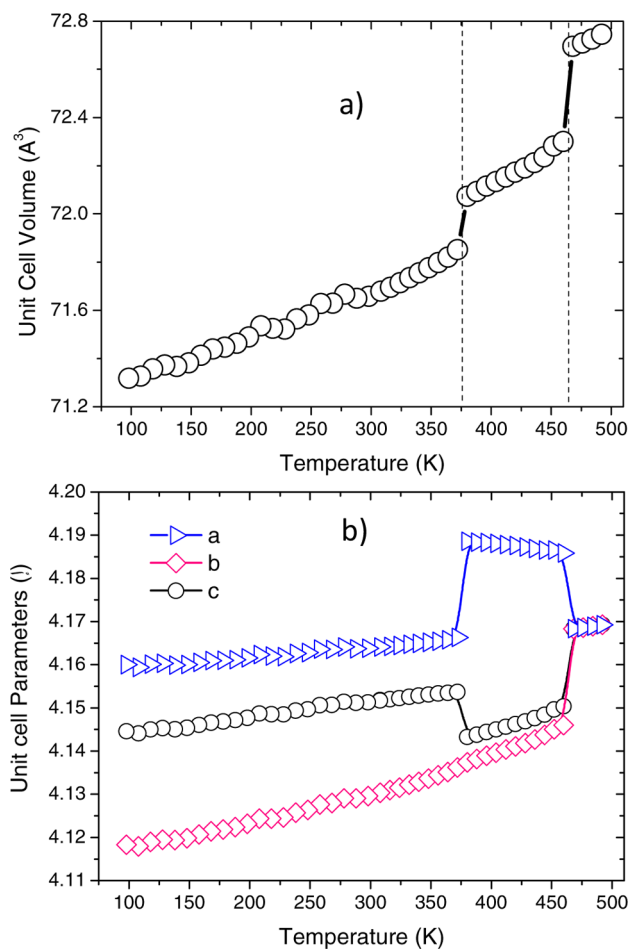 72.8
72.4
72.0
71.6
71.2
Unit Cell Volume (A³)
a)
100 150 200 250 300 350 400 450 500
Temperature (K)
4.20
4.19
4.18
4.17
4.16
4.15
4.14
4.13
4.12
4.11
Unit cell Parameters (!)
a
b
c
b)
100 150 200 250 300 350 400 450 500
Temperature (K)